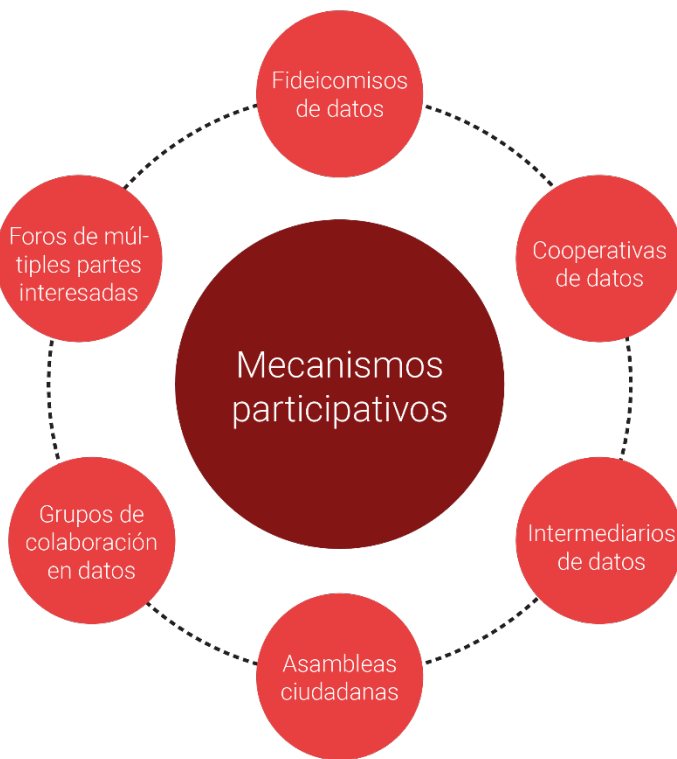 Fideicomisos
de datos
Cooperativas
de datos
Intermediarios
de datos
Asambleas
ciudadanas
Grupos de
colaboración
en datos
Foros de múl-
tiples partes
interesadas
Mecanismos
participativos